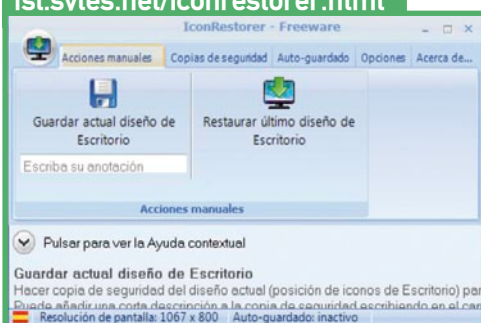 ist.svtes.net/iconrestorer.html
IconRestorer - Freeware
Acciones manuales Copias de seguridad Auto-guardado Opciones Acerca de...
Guardar actual diseño de Escritorio
Restaurar último diseño de Escritorio
Escriba su anotación
Acciones manuales
Pulsar para ver la Ayuda contextual
Guardar actual diseño de Escritorio
Hacer copia de seguridad del diseño actual (posición de iconos de Escritorio) par
Puede añadir una corta descripción a la copia de seguridad escribiendo en el car
Resolución de pantalla: 1067 x 800 Auto-guardado: inactivo